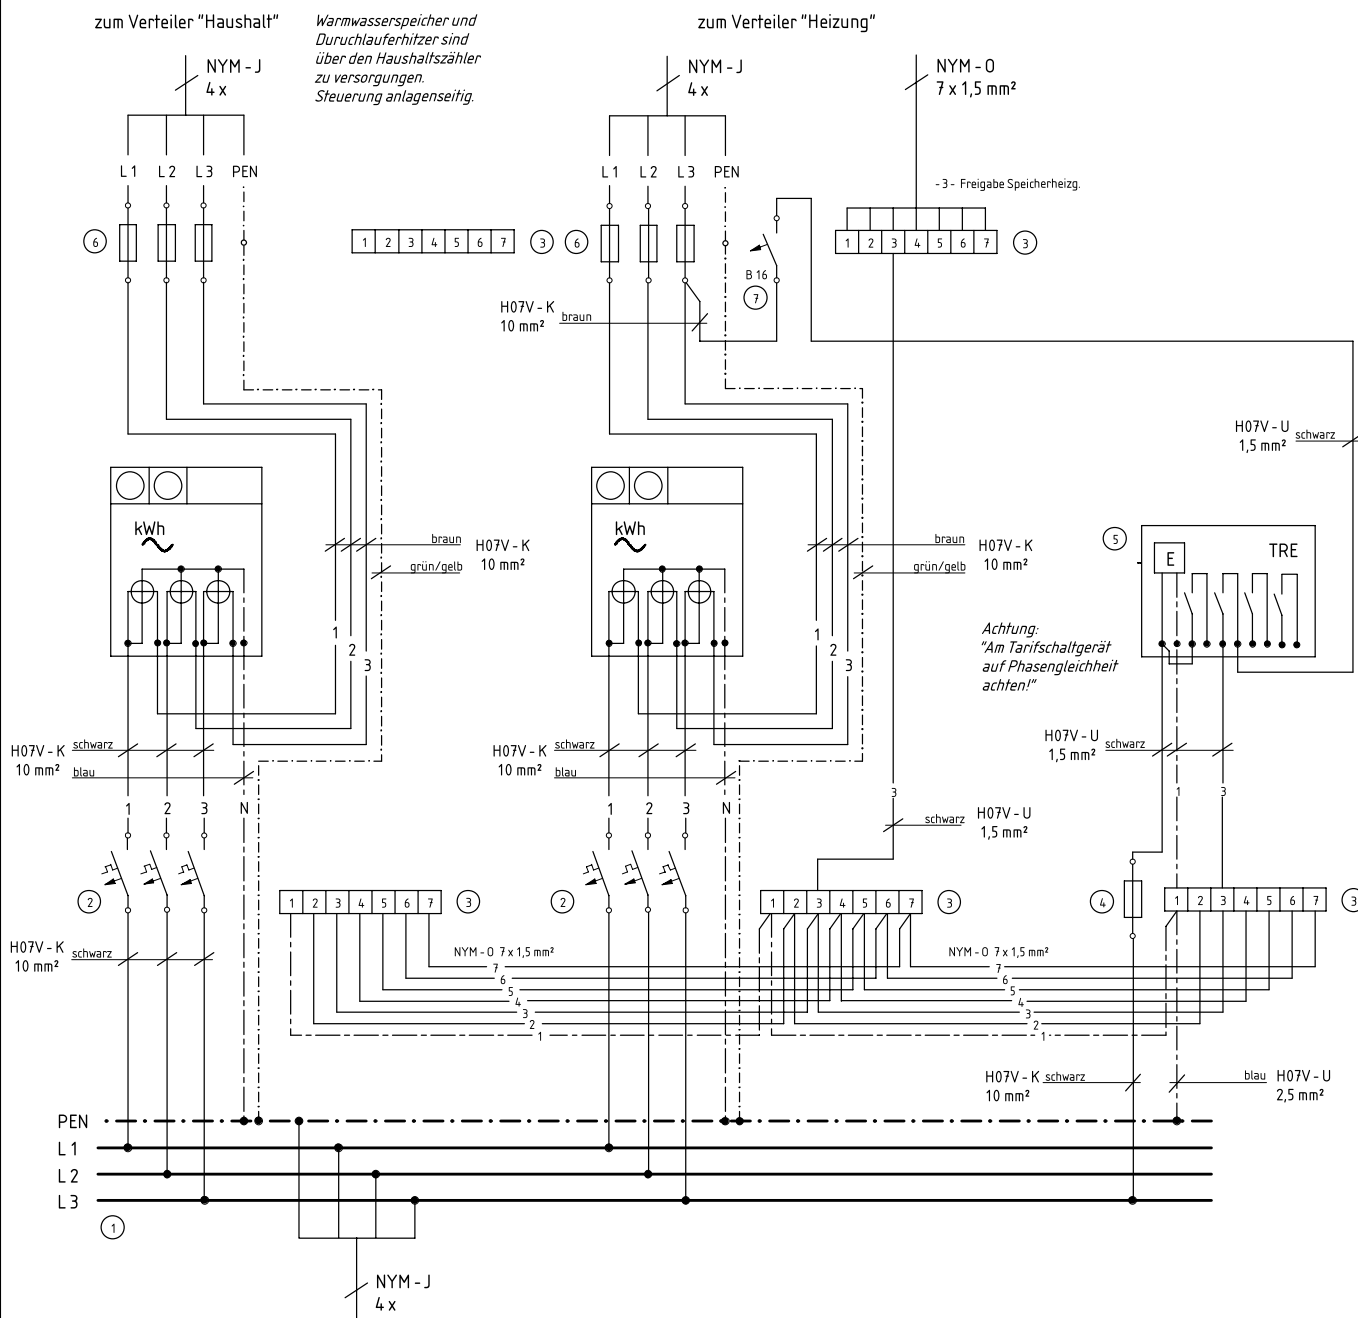 zum Verteiler "Haushalt"
Warmwasserspeicher und
Duruchlauferhitzer sind
über den Haushaltszähler
zu versorgungen.
Steuerung anlagenseitig.
zum Verteiler "Heizung"
NYM - J
4 x
NYM - J
4 x
NYM - O
7 x 1,5 mm²
L 1 L 2 L 3 PEN
L 1 L 2 L 3 PEN
- 3 - Freigabe Speicherheizg.
6
1 2 3 4 5 6 7
3
6
B 16
7
1 2 3 4 5 6 7
3
H07V - K
10 mm²
braun
H07V - U
1,5 mm²
schwarz
kWh
braun
grün/gelb
H07V - K
10 mm²
kWh
braun
grün/gelb
H07V - K
10 mm²
5
E
TRE
Achtung:
"Am Tarifschaltgerät
auf Phasengleichheit
achten!"
1
2
3
1
2
3
H07V - K
10 mm²
schwarz
blau
H07V - K
10 mm²
schwarz
blau
H07V - U
1,5 mm²
schwarz
1 2 3 N
1 2 3 N
3
1
3
schwarz
H07V - U
1,5 mm²
2
1 2 3 4 5 6 7
3
2
1 2 3 4 5 6 7
3
4
1 2 3 4 5 6 7
3
H07V - K
10 mm²
schwarz
NYM - O 7 x 1,5 mm²
7
6
5
4
3
2
1
NYM - O 7 x 1,5 mm²
7
6
5
4
3
2
1
H07V - K
10 mm²
schwarz
blau
H07V - U
2,5 mm²
PEN
L 1
L 2
L 3
1
NYM - J
4 x